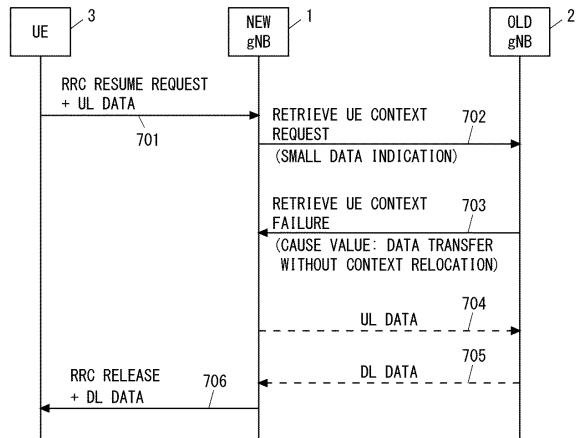 UE
3
NEW
gNB
1
OLD
gNB
2
RRC RESUME REQUEST
+ UL DATA
701
RETRIEVE UE CONTEXT
REQUEST
(SMALL DATA INDICATION)
702
RETRIEVE UE CONTEXT
FAILURE
(CAUSE VALUE: DATA TRANSFER
WITHOUT CONTEXT RELOCATION)
703
UL DATA
704
DL DATA
705
RRC RELEASE
+ DL DATA
706